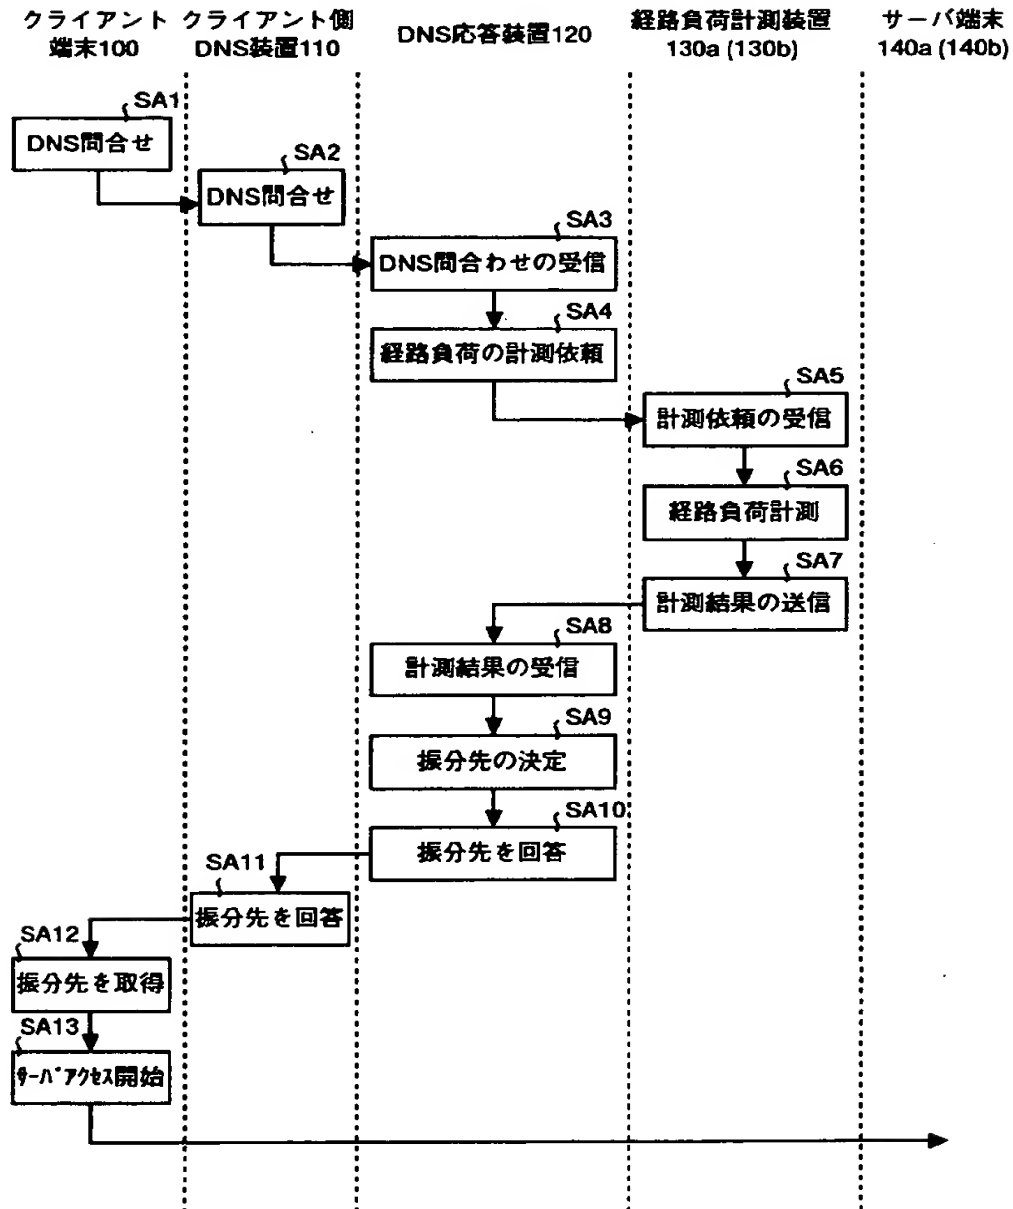 クライアント
端末100
クライアント側
DNS装置110
DNS応答装置120
経路負荷計測装置
130a (130b)
サーバ端末
140a (140b)
SA1
DNS問合せ
SA2
DNS問合せ
SA3
DNS問合わせの受信
SA4
経路負荷の計測依頼
SA5
計測依頼の受信
SA6
経路負荷計測
SA7
計測結果の送信
SA8
計測結果の受信
SA9
振分先の決定
SA10
振分先を回答
SA11
振分先を回答
SA12
振分先を取得
SA13
ｻｰﾊﾞｱｸｾｽ開始